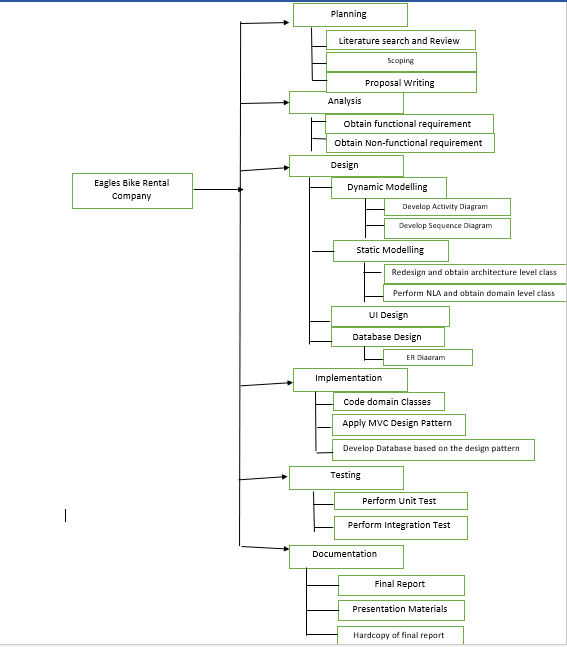 Planning
Literature search and Review
Scoping
Proposal Writing
Analysis
Obtain functional requirement
Obtain Non-functional requirement
Design
Eagles Bike Rental
Company
Dynamic Modelling
Develop Activity Diagram
Develop Sequence Diagram
Static Modelling
Redesign and obtain architecture level class
Perform NLA and obtain domain level class
UI Design
Database Design
ER Diagram
Implementation
Code domain Classes
Apply MVC Design Pattern
Develop Database based on the design pattern
Testing
Perform Unit Test
Perform Integration Test
Documentation
Final Report
Presentation Materials
Hardcopy of final report